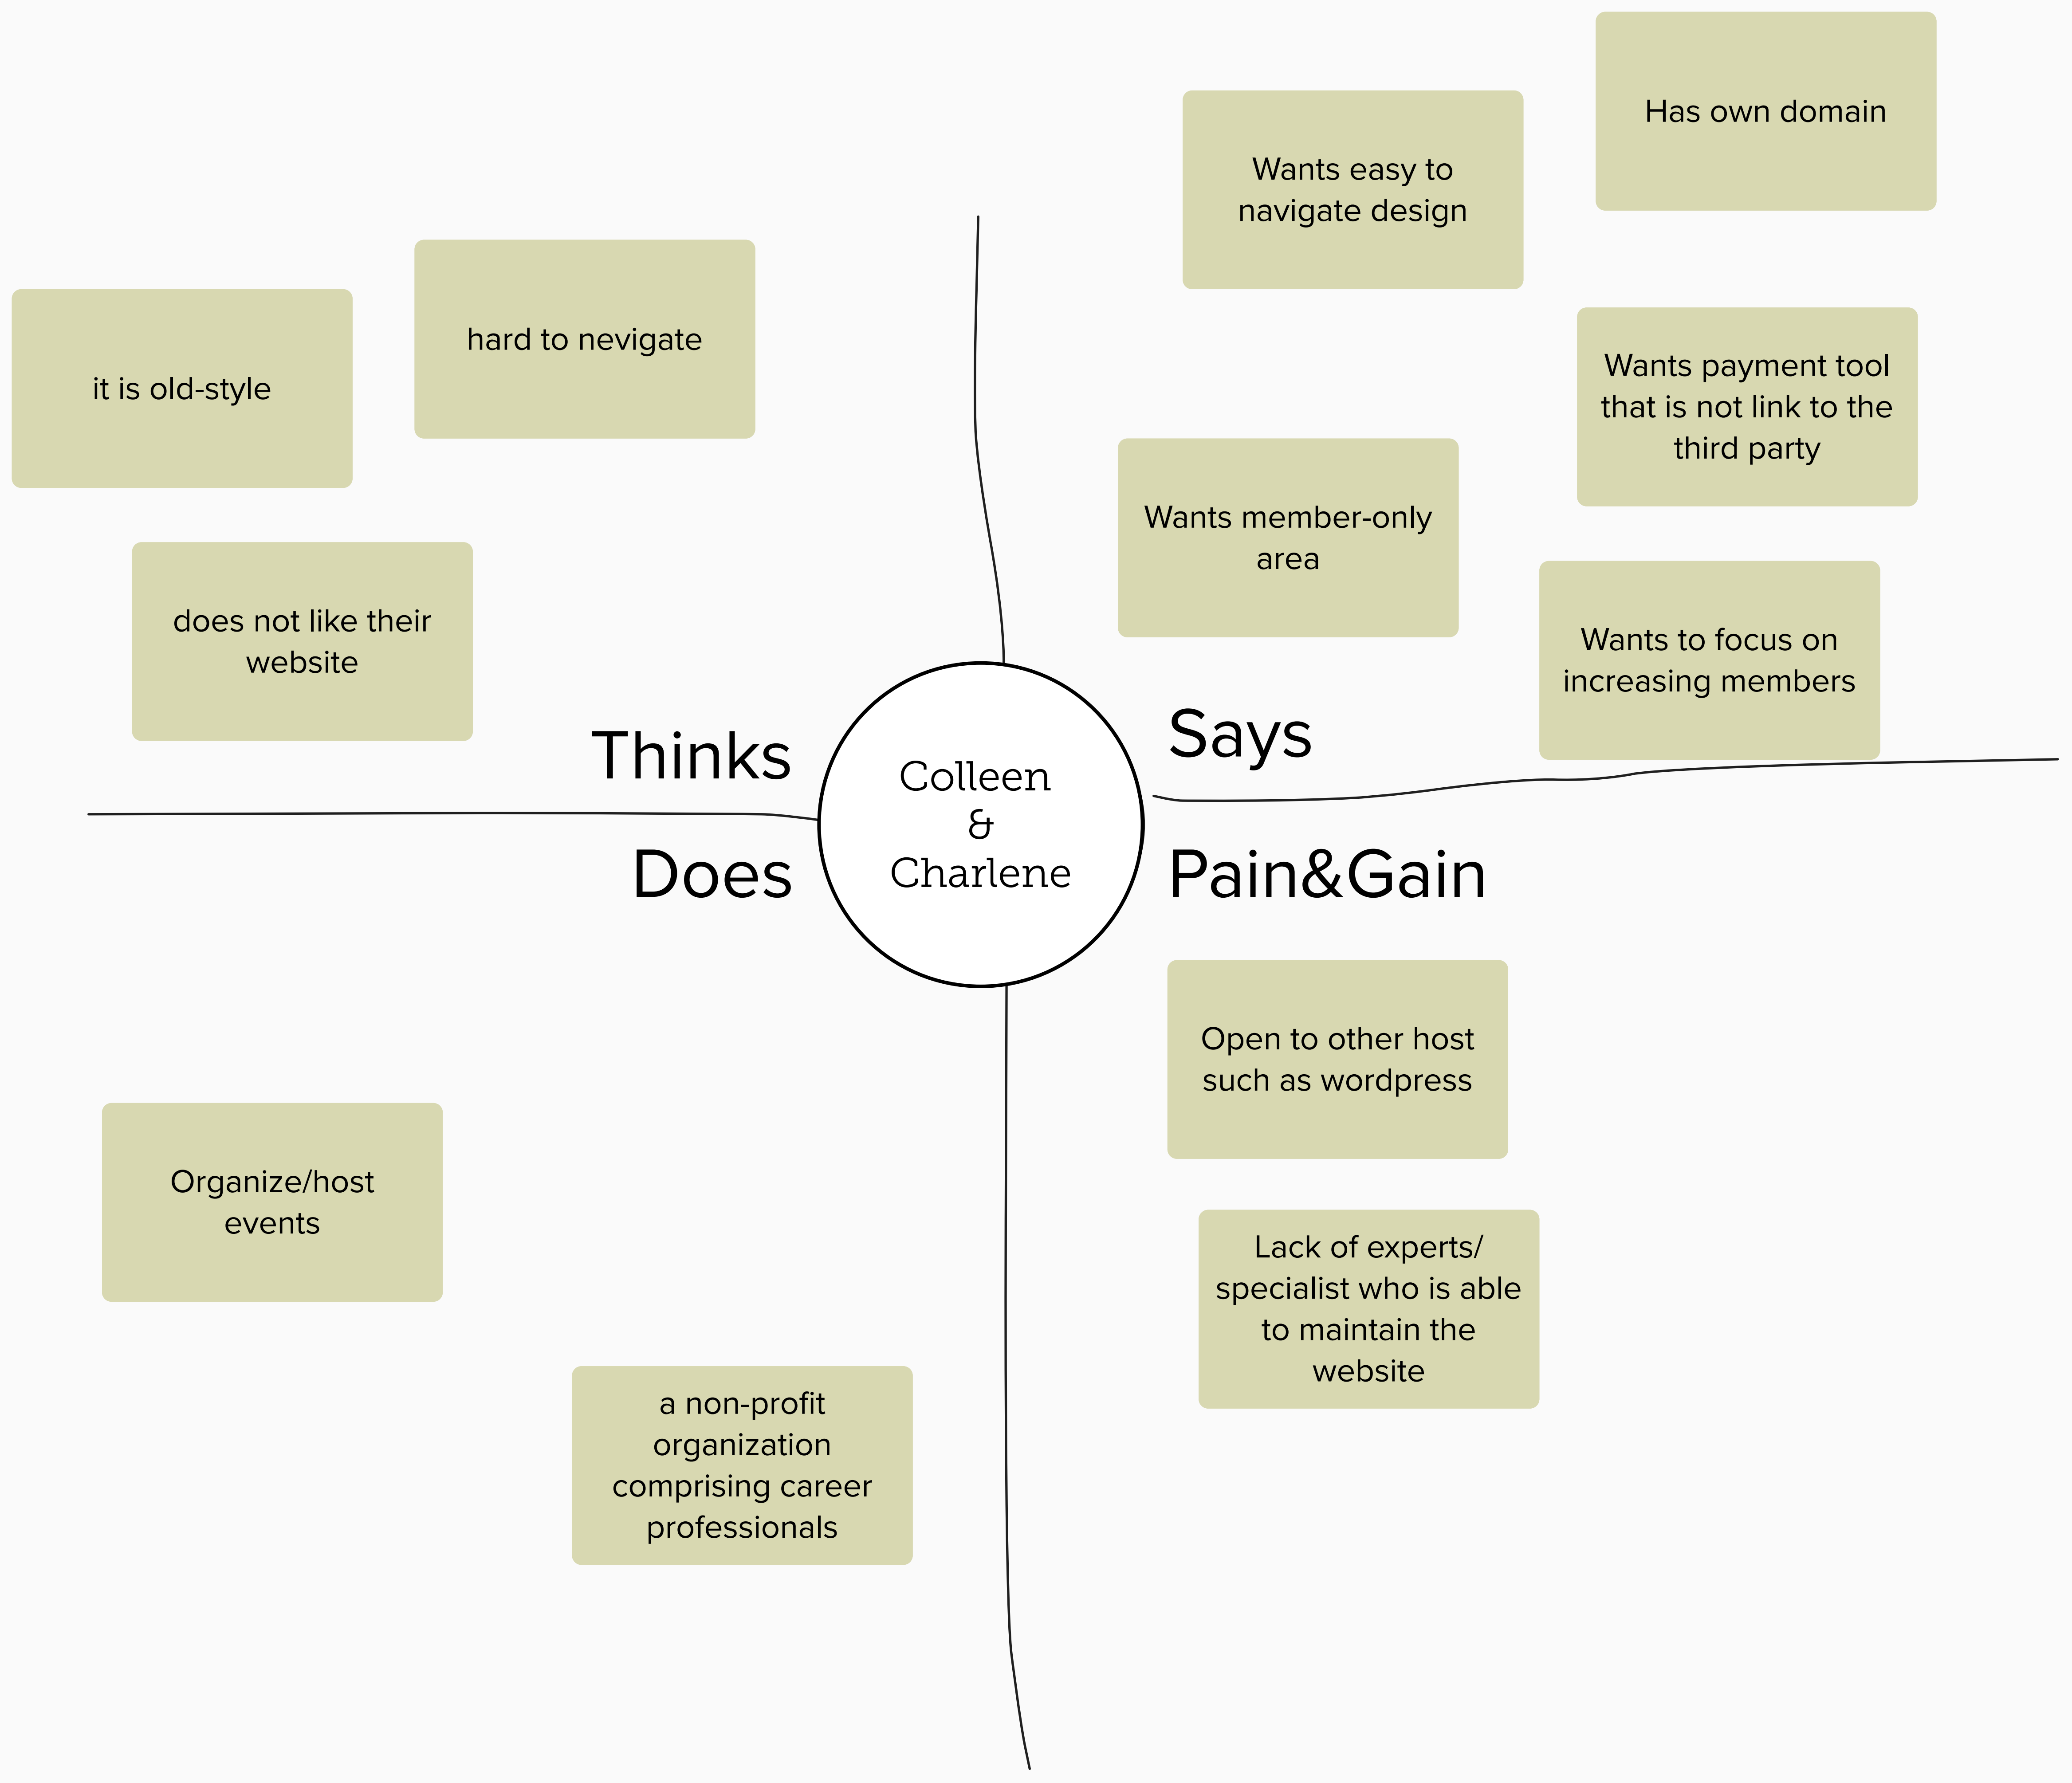 it is old-style
hard to nevigate
does not like their
website
Thinks
Has own domain
Wants easy to
navigate design
Wants payment tool
that is not link to the
third party
Wants member-only
area
Wants to focus on
increasing members
Says
Colleen
&
Charlene
Does
Organize/host
events
a non-profit
organization
comprising career
professionals
Pain&Gain
Open to other host
such as wordpress
Lack of experts/
specialist who is able
to maintain the
website